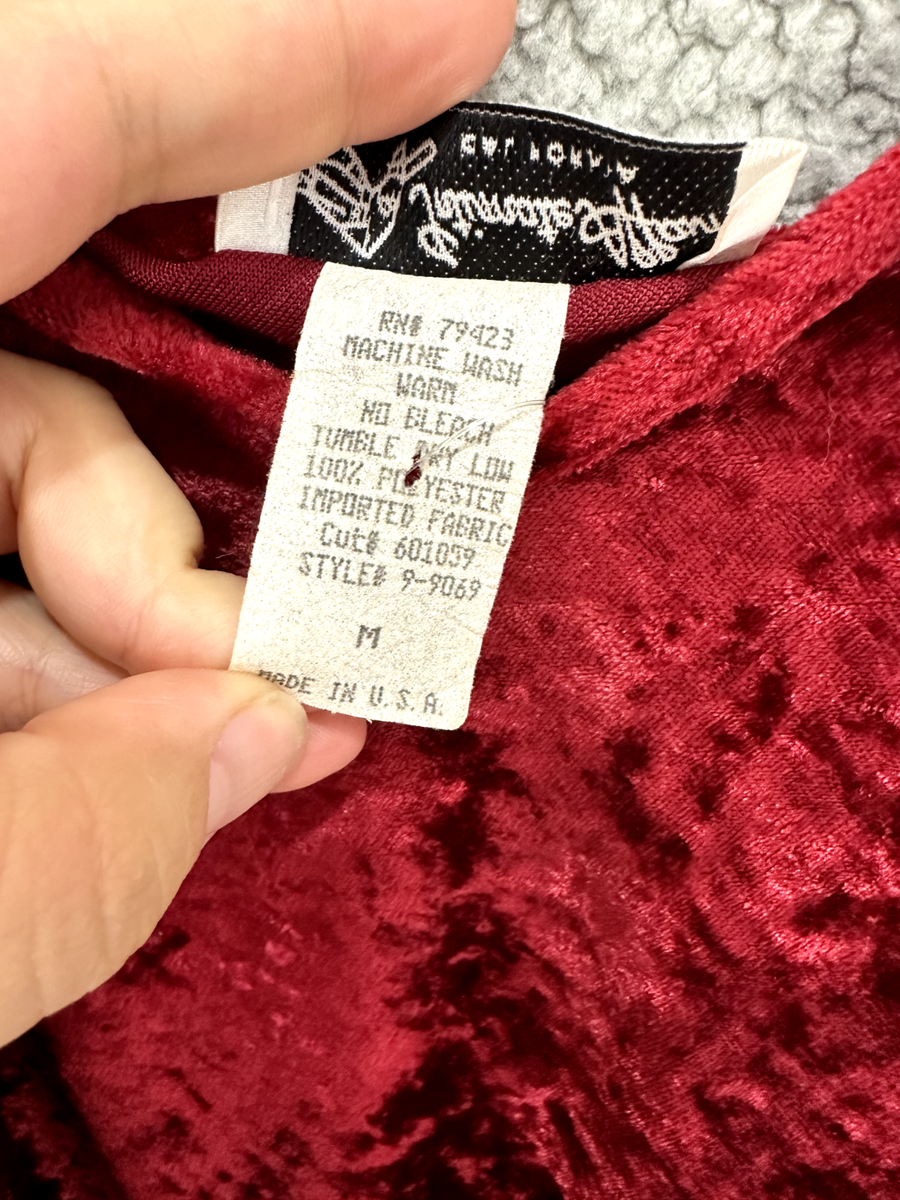 RN# 79423
MACHINE WASH
WARM
NO BLEACH
TUMBLE DRY LOW
100% POLYESTER
IMPORTED FABRIC
Cut# 601059
STYLE# 9-9069
M
MADE IN U.S.A.